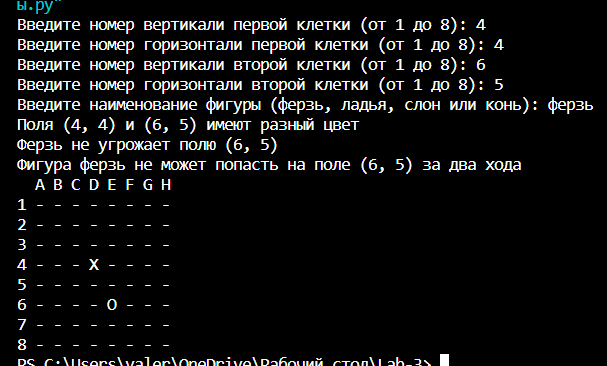 ы.py"
Введите номер вертикали первой клетки (от 1 до 8): 4
Введите номер горизонтали первой клетки (от 1 до 8): 4
Введите номер вертикали второй клетки (от 1 до 8): 6
Введите номер горизонтали второй клетки (от 1 до 8): 5
Введите наименование фигуры (ферзь, ладья, слон или конь): ферзь
Поля (4, 4) и (6, 5) имеют разный цвет
Ферзь не угрожает полю (6, 5)
Фигура ферзь не может попасть на поле (6, 5) за два хода
A B C D E F G H
1 - - - - - - - -
2 - - - - - - - -
3 - - - - - - - -
4 - - - X - - - -
5 - - - - - - - -
6 - - - - O - - -
7 - - - - - - - -
8 - - - - - - - -
PS C:\Users\valer\OneDrive\Рабочий стол\Lab-3>